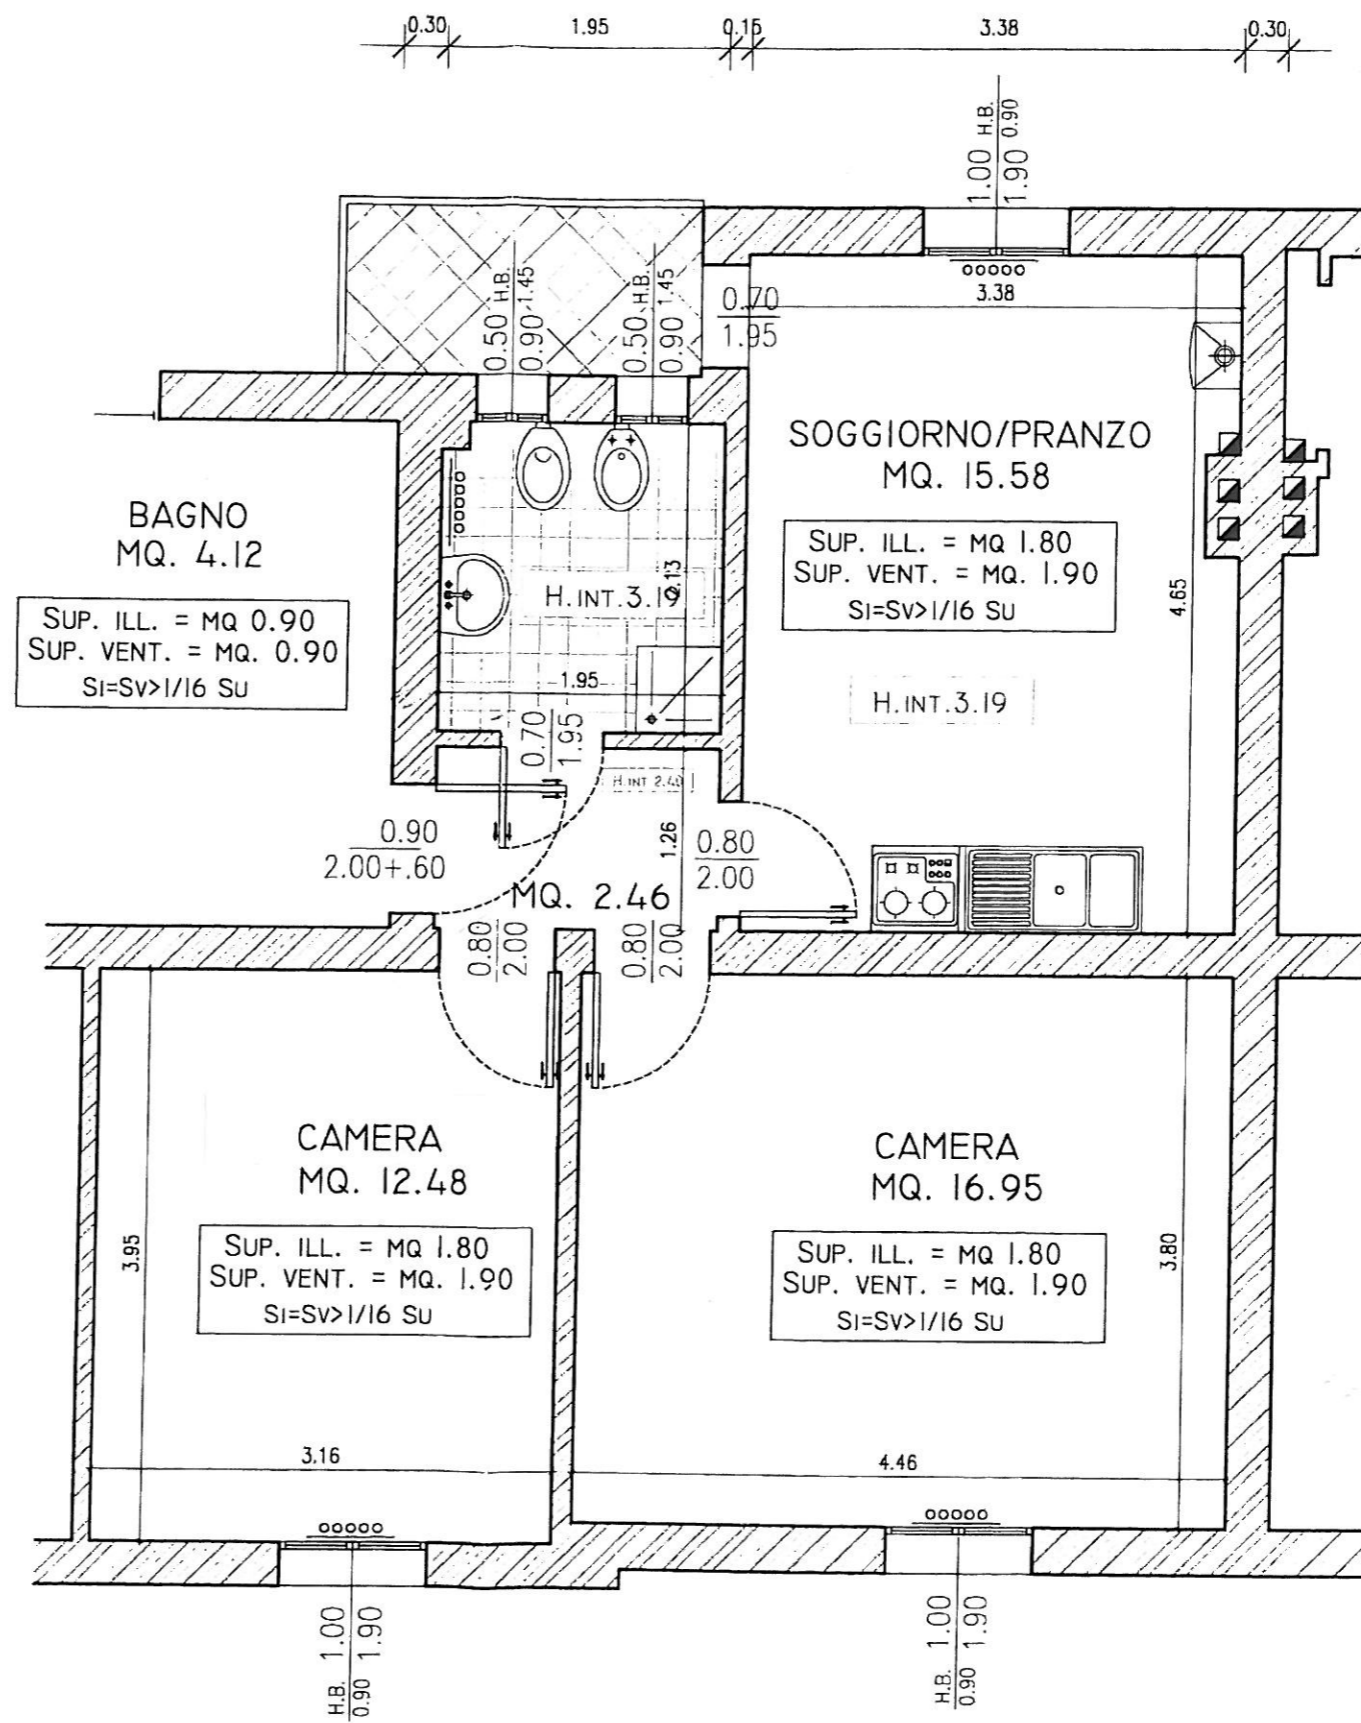 0.30 1.95 0.15 3.38 0.30
1.00 H.B.
1.90 0.90
0.50 H.B.
0.90 1.45
0.50 H.B.
0.90 1.45
0.70
1.95
3.38
SOGGIORNO/PRANZO
MQ. 15.58
SUP. ILL. = MQ 1.80
SUP. VENT. = MQ. 1.90
SI=SV>1/16 SU
H.INT.3.19
4.65
BAGNO
MQ. 4.12
SUP. ILL. = MQ 0.90
SUP. VENT. = MQ. 0.90
SI=SV>1/16 SU
H.INT.3.19
1.95
0.70
1.95
H.INT 2.40
0.90
2.00+.60
1.26
0.80
2.00
MQ. 2.46
0.80
2.00
0.80
2.00
CAMERA
MQ. 12.48
SUP. ILL. = MQ 1.80
SUP. VENT. = MQ. 1.90
SI=SV>1/16 SU
3.95
3.16
CAMERA
MQ. 16.95
SUP. ILL. = MQ 1.80
SUP. VENT. = MQ. 1.90
SI=SV>1/16 SU
3.80
4.46
H.B. 1.00
0.90 1.90
H.B. 1.00
0.90 1.90